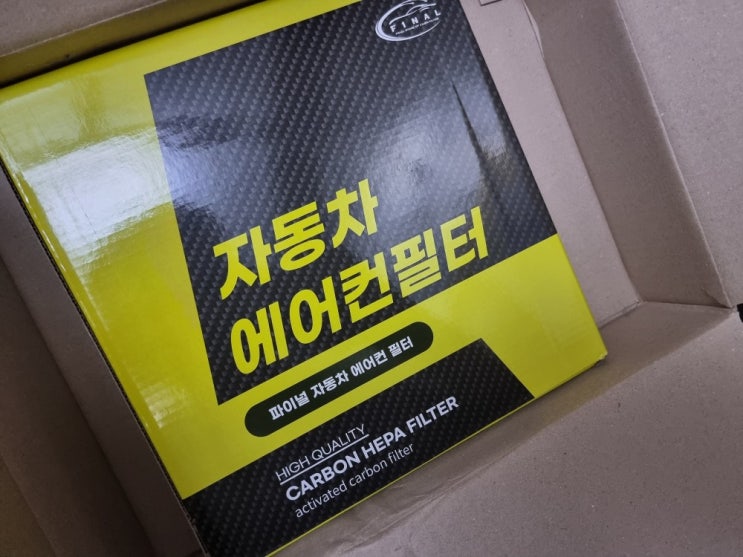 FINAL
자동차
에어컨필터
파이널 자동차 에어컨 필터
HIGH QUALITY
CARBON HEPA FILTER
activated carbon filter